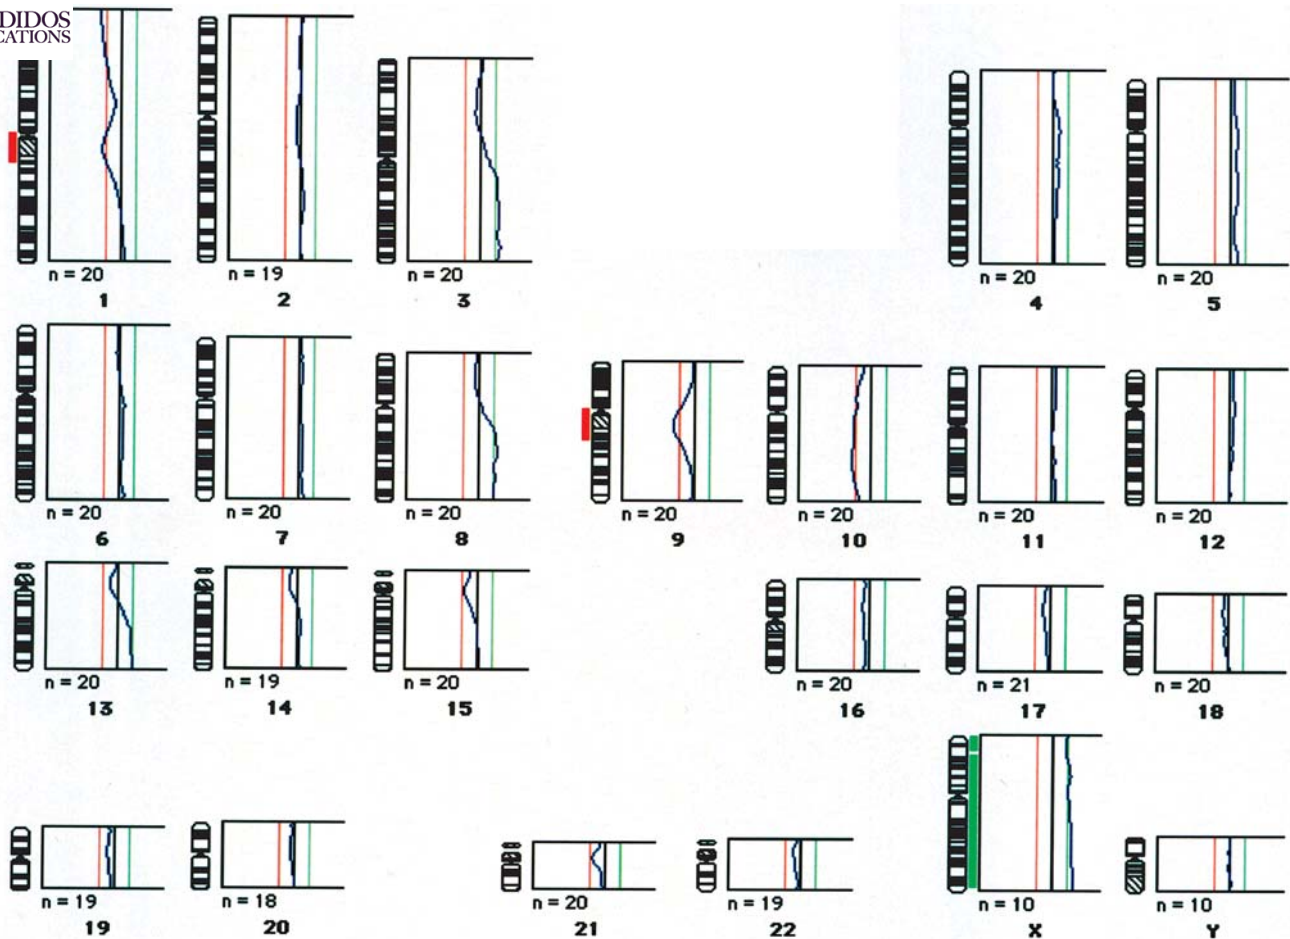 DIDOS
CATIONS
n = 20
n = 19
n = 20
n = 20
n = 20
1
2
3
4
5
n = 20
n = 20
n = 20
n = 20
n = 20
n = 20
n = 20
6
7
8
9
10
11
12
n = 20
n = 19
n = 20
n = 20
n = 21
n = 20
13
14
15
16
17
18
n = 19
n = 18
n = 20
n = 19
n = 10
n = 10
19
20
21
22
X
Y